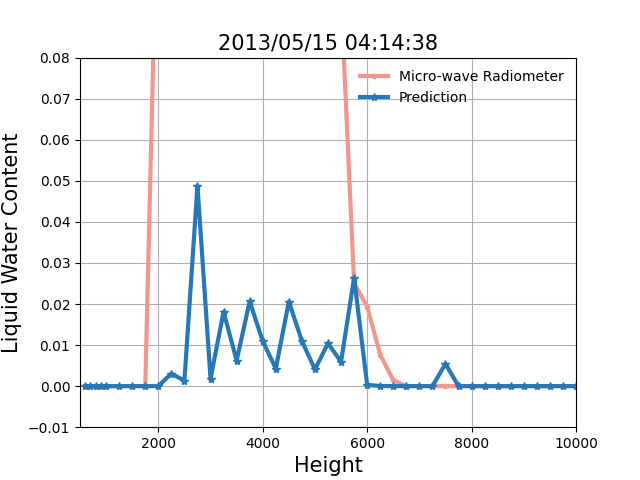 2013/05/15 04:14:38
Micro-wave Radiometer
Prediction
0.08
0.07
0.06
0.05
0.04
0.03
0.02
0.01
0.00
−0.01
Liquid Water Content
2000 4000 6000 8000 10000
Height